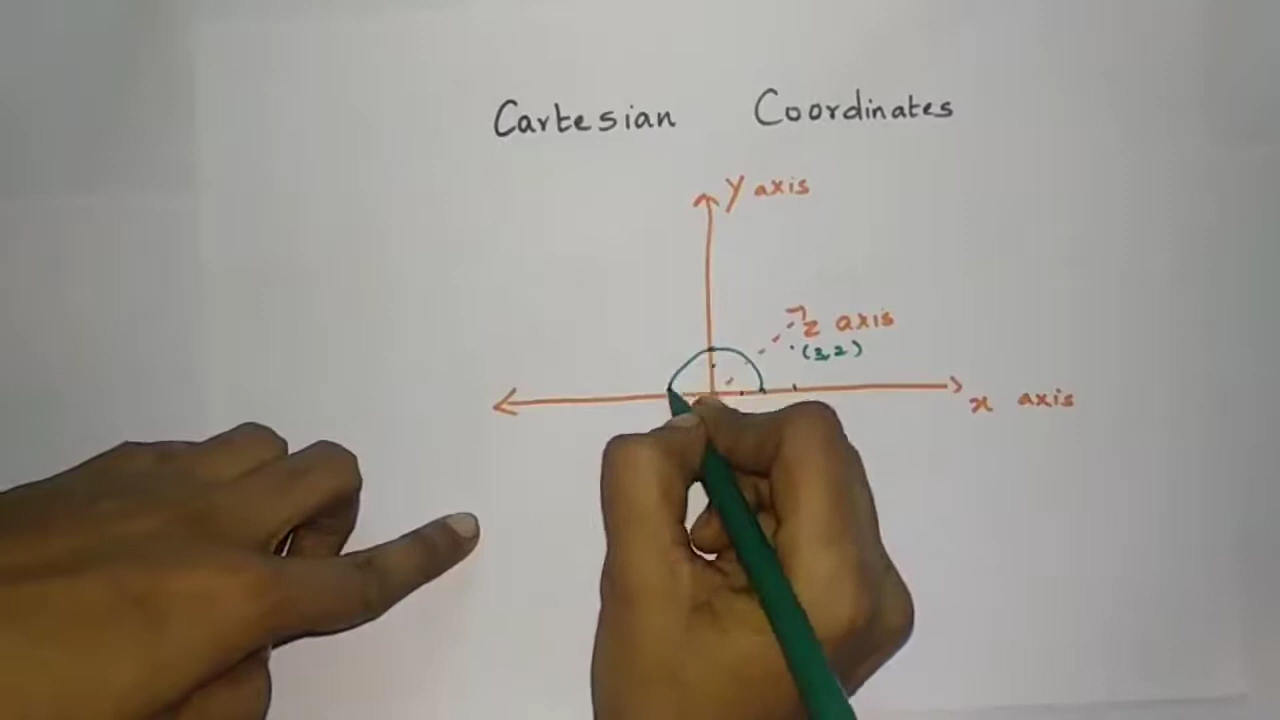 Cartesian Coordinates
y axis
z axis
(3,2)
x axis